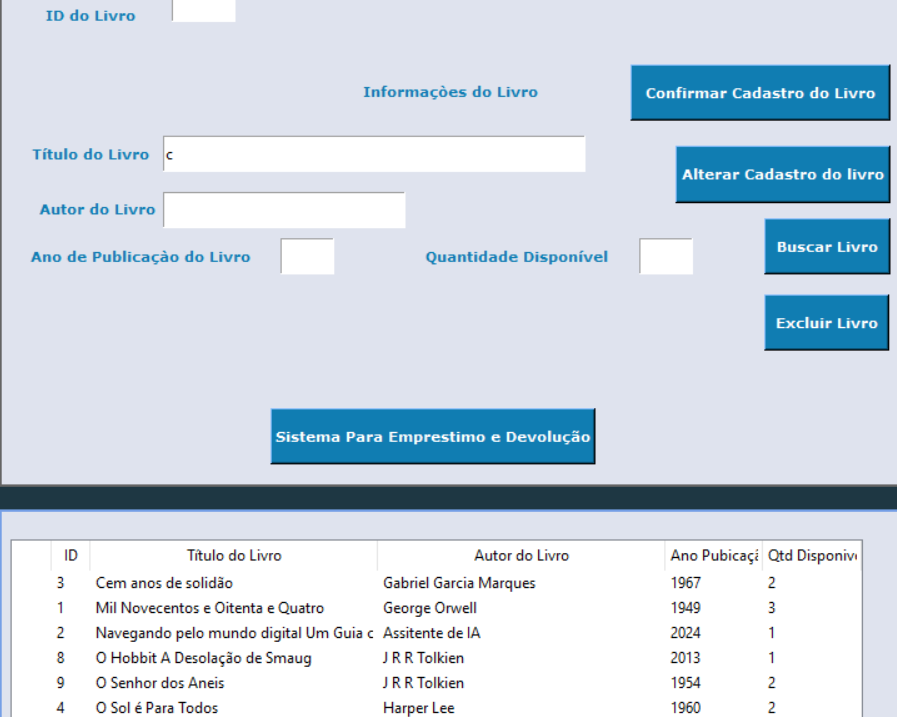 ID do Livro
Informaçòes do Livro
Confirmar Cadastro do Livro
Título do Livro c
Alterar Cadastro do livro
Autor do Livro
Buscar Livro
Ano de Publicaçào do Livro Quantidade Disponível
Excluir Livro
Sistema Para Emprestimo e Devolução
ID Título do Livro Autor do Livro Ano Pubicaçã Qtd Disponive
3 Cem anos de solidão Gabriel Garcia Marques 1967 2
1 Mil Novecentos e Oitenta e Quatro George Orwell 1949 3
2 Navegando pelo mundo digital Um Guia c Assitente de IA 2024 1
8 O Hobbit A Desolação de Smaug J R R Tolkien 2013 1
9 O Senhor dos Aneis J R R Tolkien 1954 2
4 O Sol é Para Todos Harper Lee 1960 2